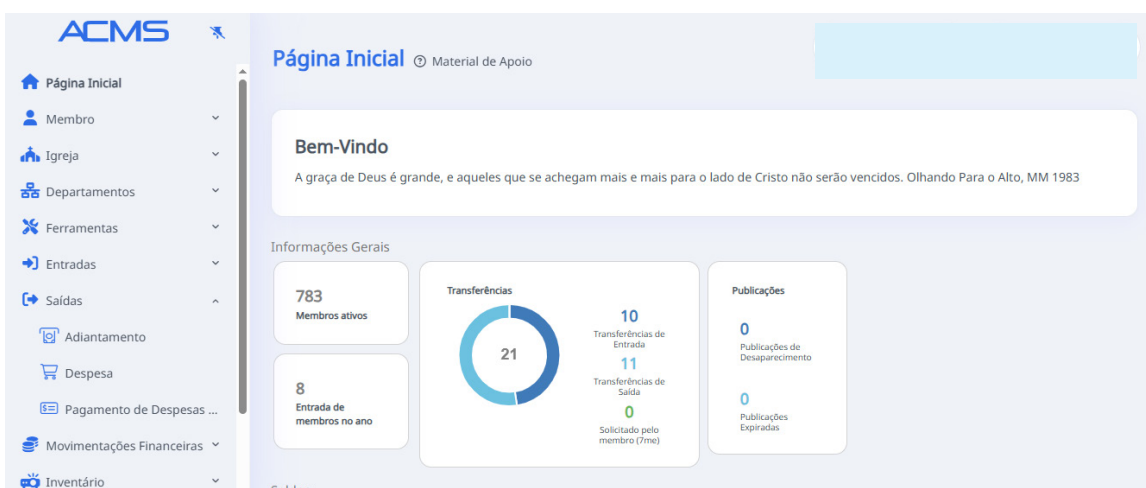 ACMS
Página Inicial
Membro
Igreja
Departamentos
Ferramentas
Entradas
Saídas
Adiantamento
Despesa
Pagamento de Despesas ...
Movimentações Financeiras
Inventário
Página Inicial Material de Apoio
Bem-Vindo
A graça de Deus é grande, e aqueles que se achegam mais e mais para o lado de Cristo não serão vencidos. Olhando Para o Alto, MM 1983
Informações Gerais
783
Membros ativos
8
Entrada de
membros no ano
Transferências
21
10
Transferências de
Entrada
11
Transferências de
Saída
0
Solicitado pelo
membro (7me)
Publicações
0
Publicações de
Desaparecimento
0
Publicações
Expiradas